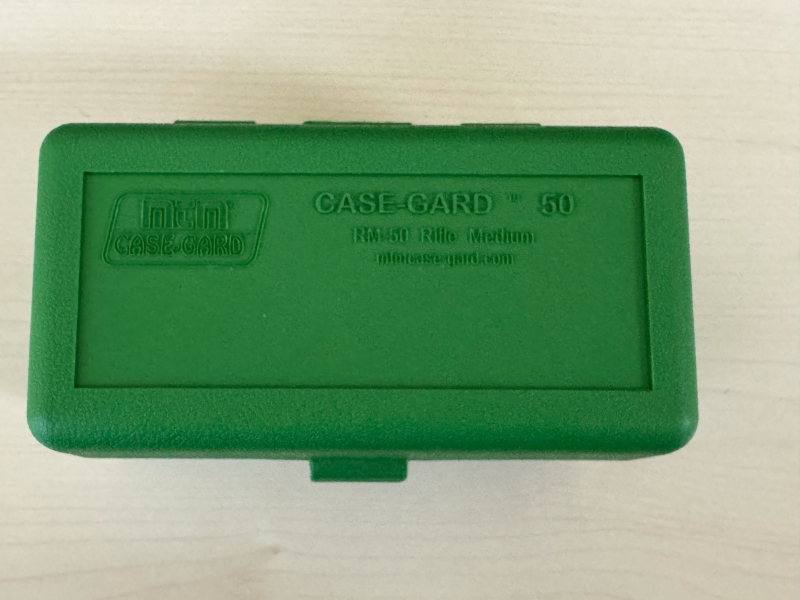 mtm
CASE-GARD
CASE-GARD ™ 50
RM-50 Rifle Medium
mtmcase-gard.com